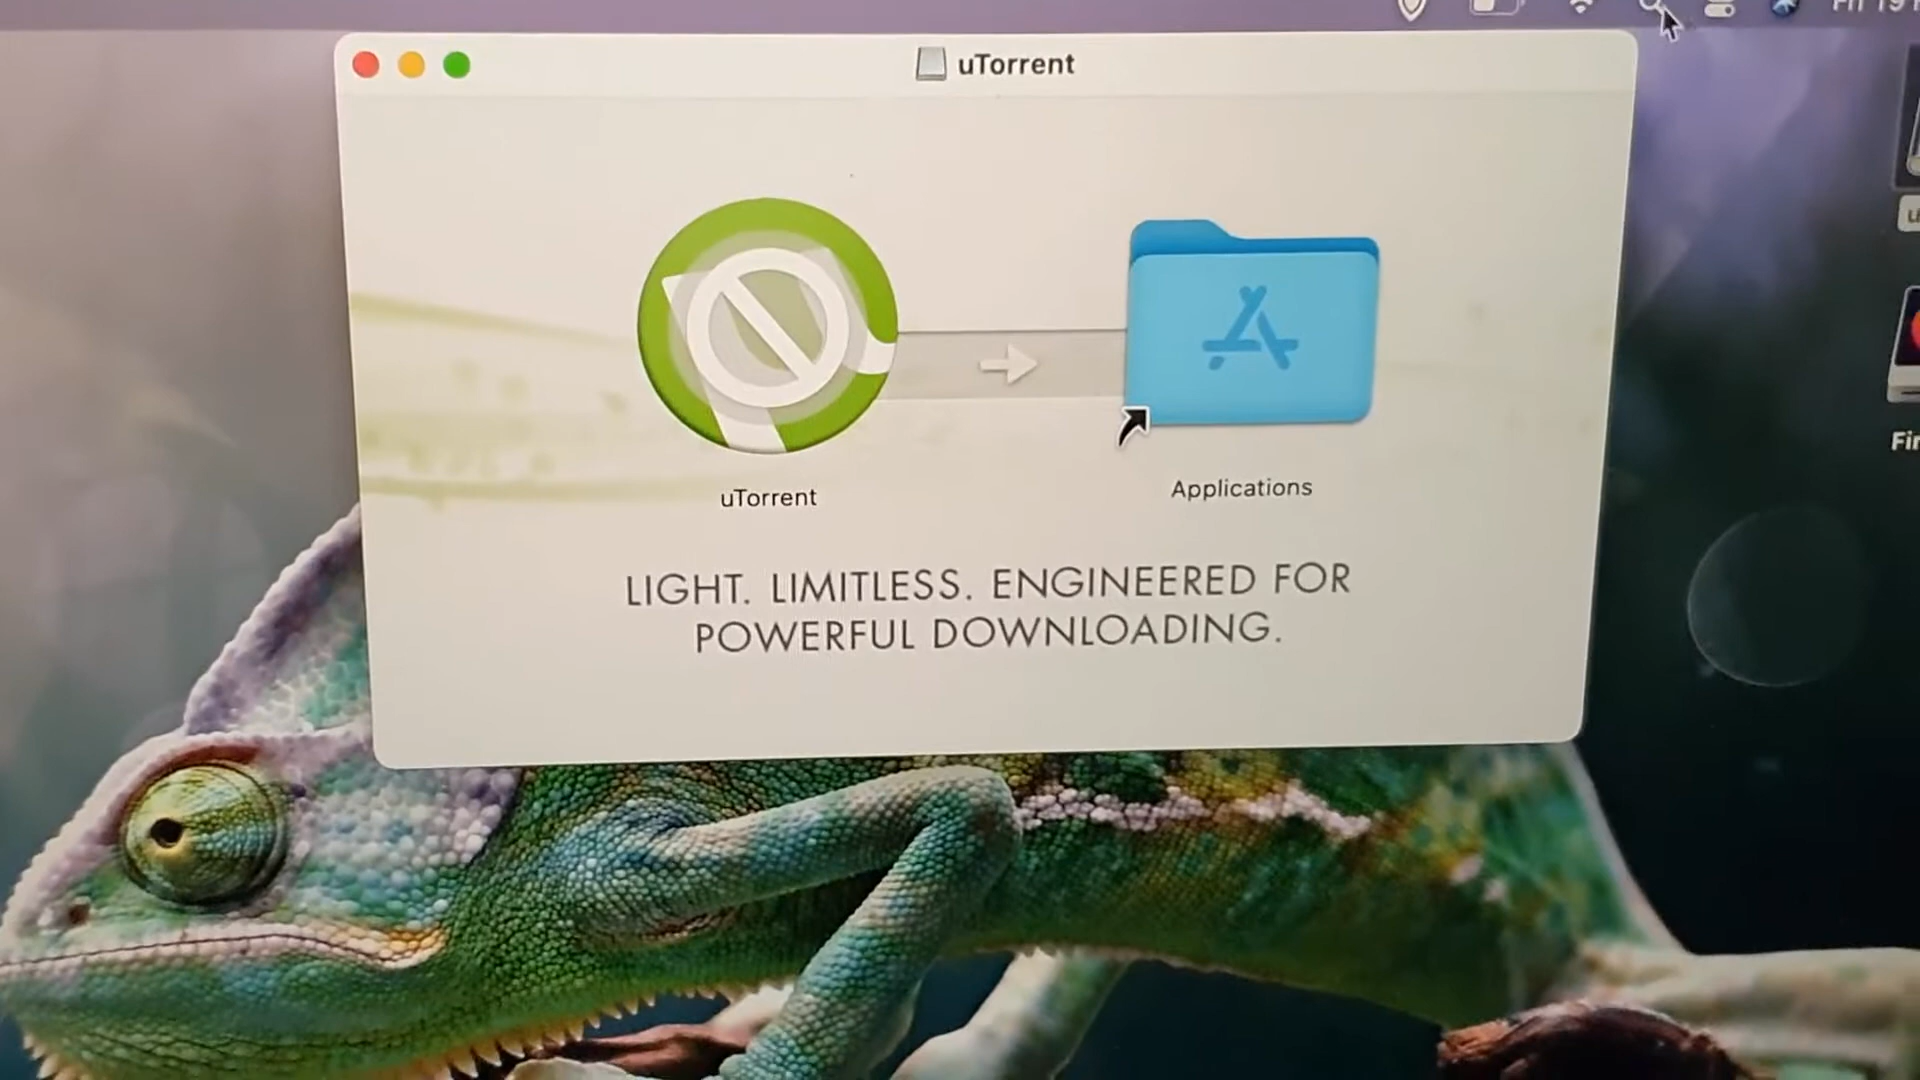 uTorrent
uTorrent
Applications
LIGHT. LIMITLESS. ENGINEERED FOR
POWERFUL DOWNLOADING.